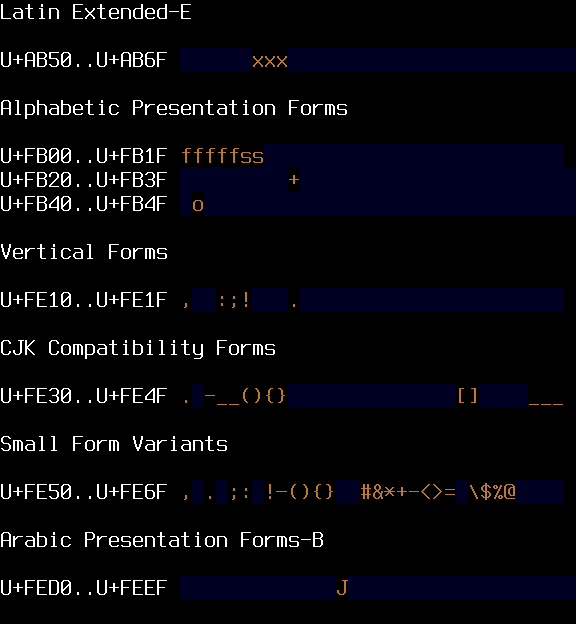 Latin Extended-E
U+AB50..U+AB6F       xxx
Alphabetic Presentation Forms
U+FB00..U+FB1F fffffss
U+FB20..U+FB3F          +
U+FB40..U+FB4F  o
Vertical Forms
U+FE10..U+FE1F ,  :;!   .
CJK Compatibility Forms
U+FE30..U+FE4F . -__(){}              []    ___
Small Form Variants
U+FE50..U+FE6F , . ;: !-(){}  #&*+-<>= \$%@
Arabic Presentation Forms-B
U+FED0..U+FEEF              J